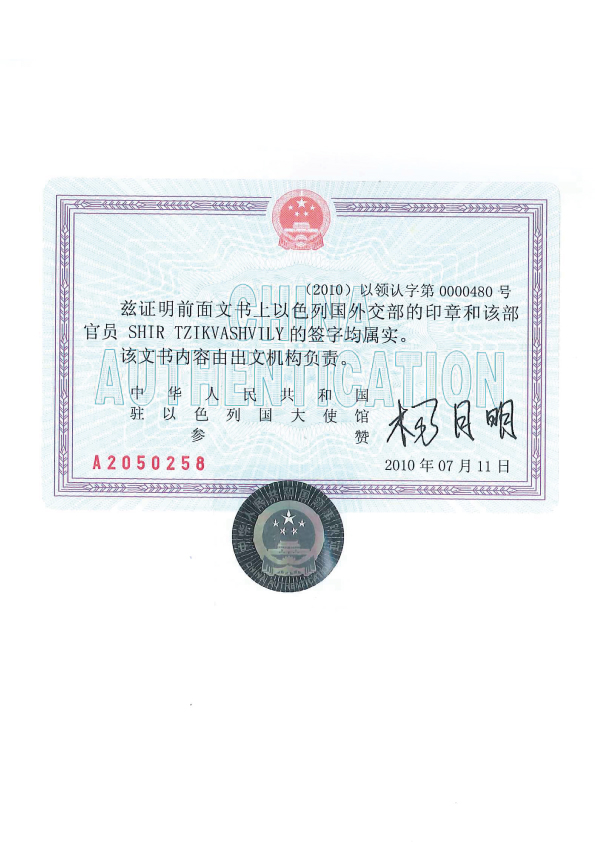 （2010）以领认字第 0000480 号
兹证明前面文书上以色列国外交部的印章和该部
官员 SHIR TZIKVASHVILY 的签字均属实。
该文书内容由出文机构负责。
CHINA
AUTHENTICATION
中华人民共和国
驻以色列国大使馆
参赞
A2050258
2010 年 07 月 11 日